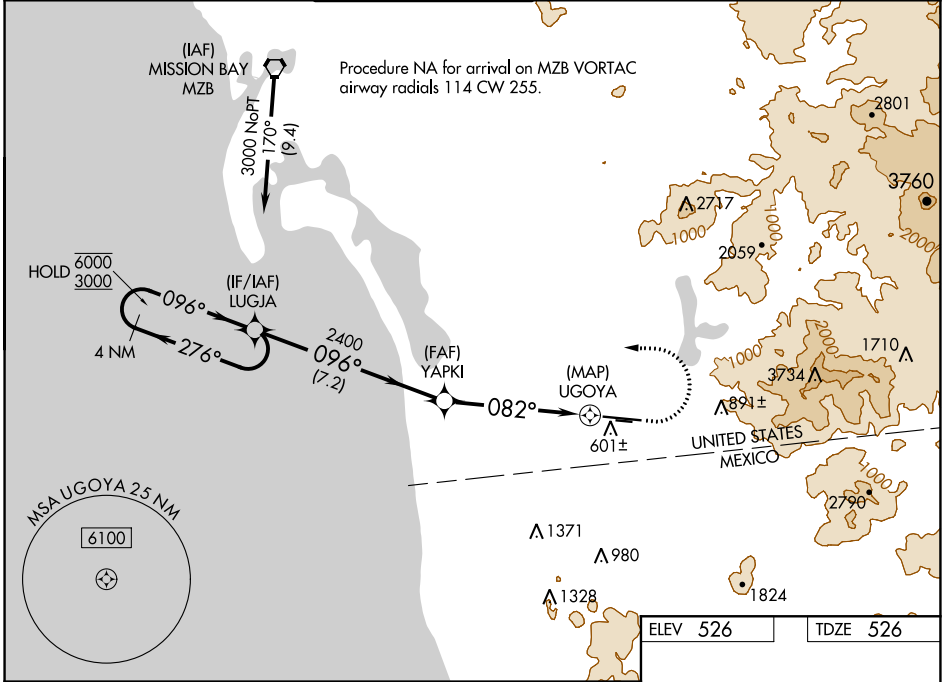 (IAF)
MISSION BAY
MZB
Procedure NA for arrival on MZB VORTAC
airway radials 114 CW 255.
3000 NoPT
170°
(9.4)
2801
3760
2717
1000
1000
2059
2000
HOLD 6000
3000
096°
276°
4 NM
(IF/IAF)
LUGJA
2400
096°
(7.2)
(FAF)
YAPKI
082°
(MAP)
UGOYA
601±
1000
2000
1710
3734
891±
UNITED STATES
MEXICO
1000
2790
MSA UGOYA 25 NM
6100
1371
980
1328
1824
ELEV 526
TDZE 526